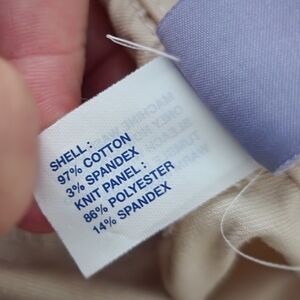 SHELL:
97% COTTON
3% SPANDEX
KNIT PANEL:
86% POLYESTER
14% SPANDEX